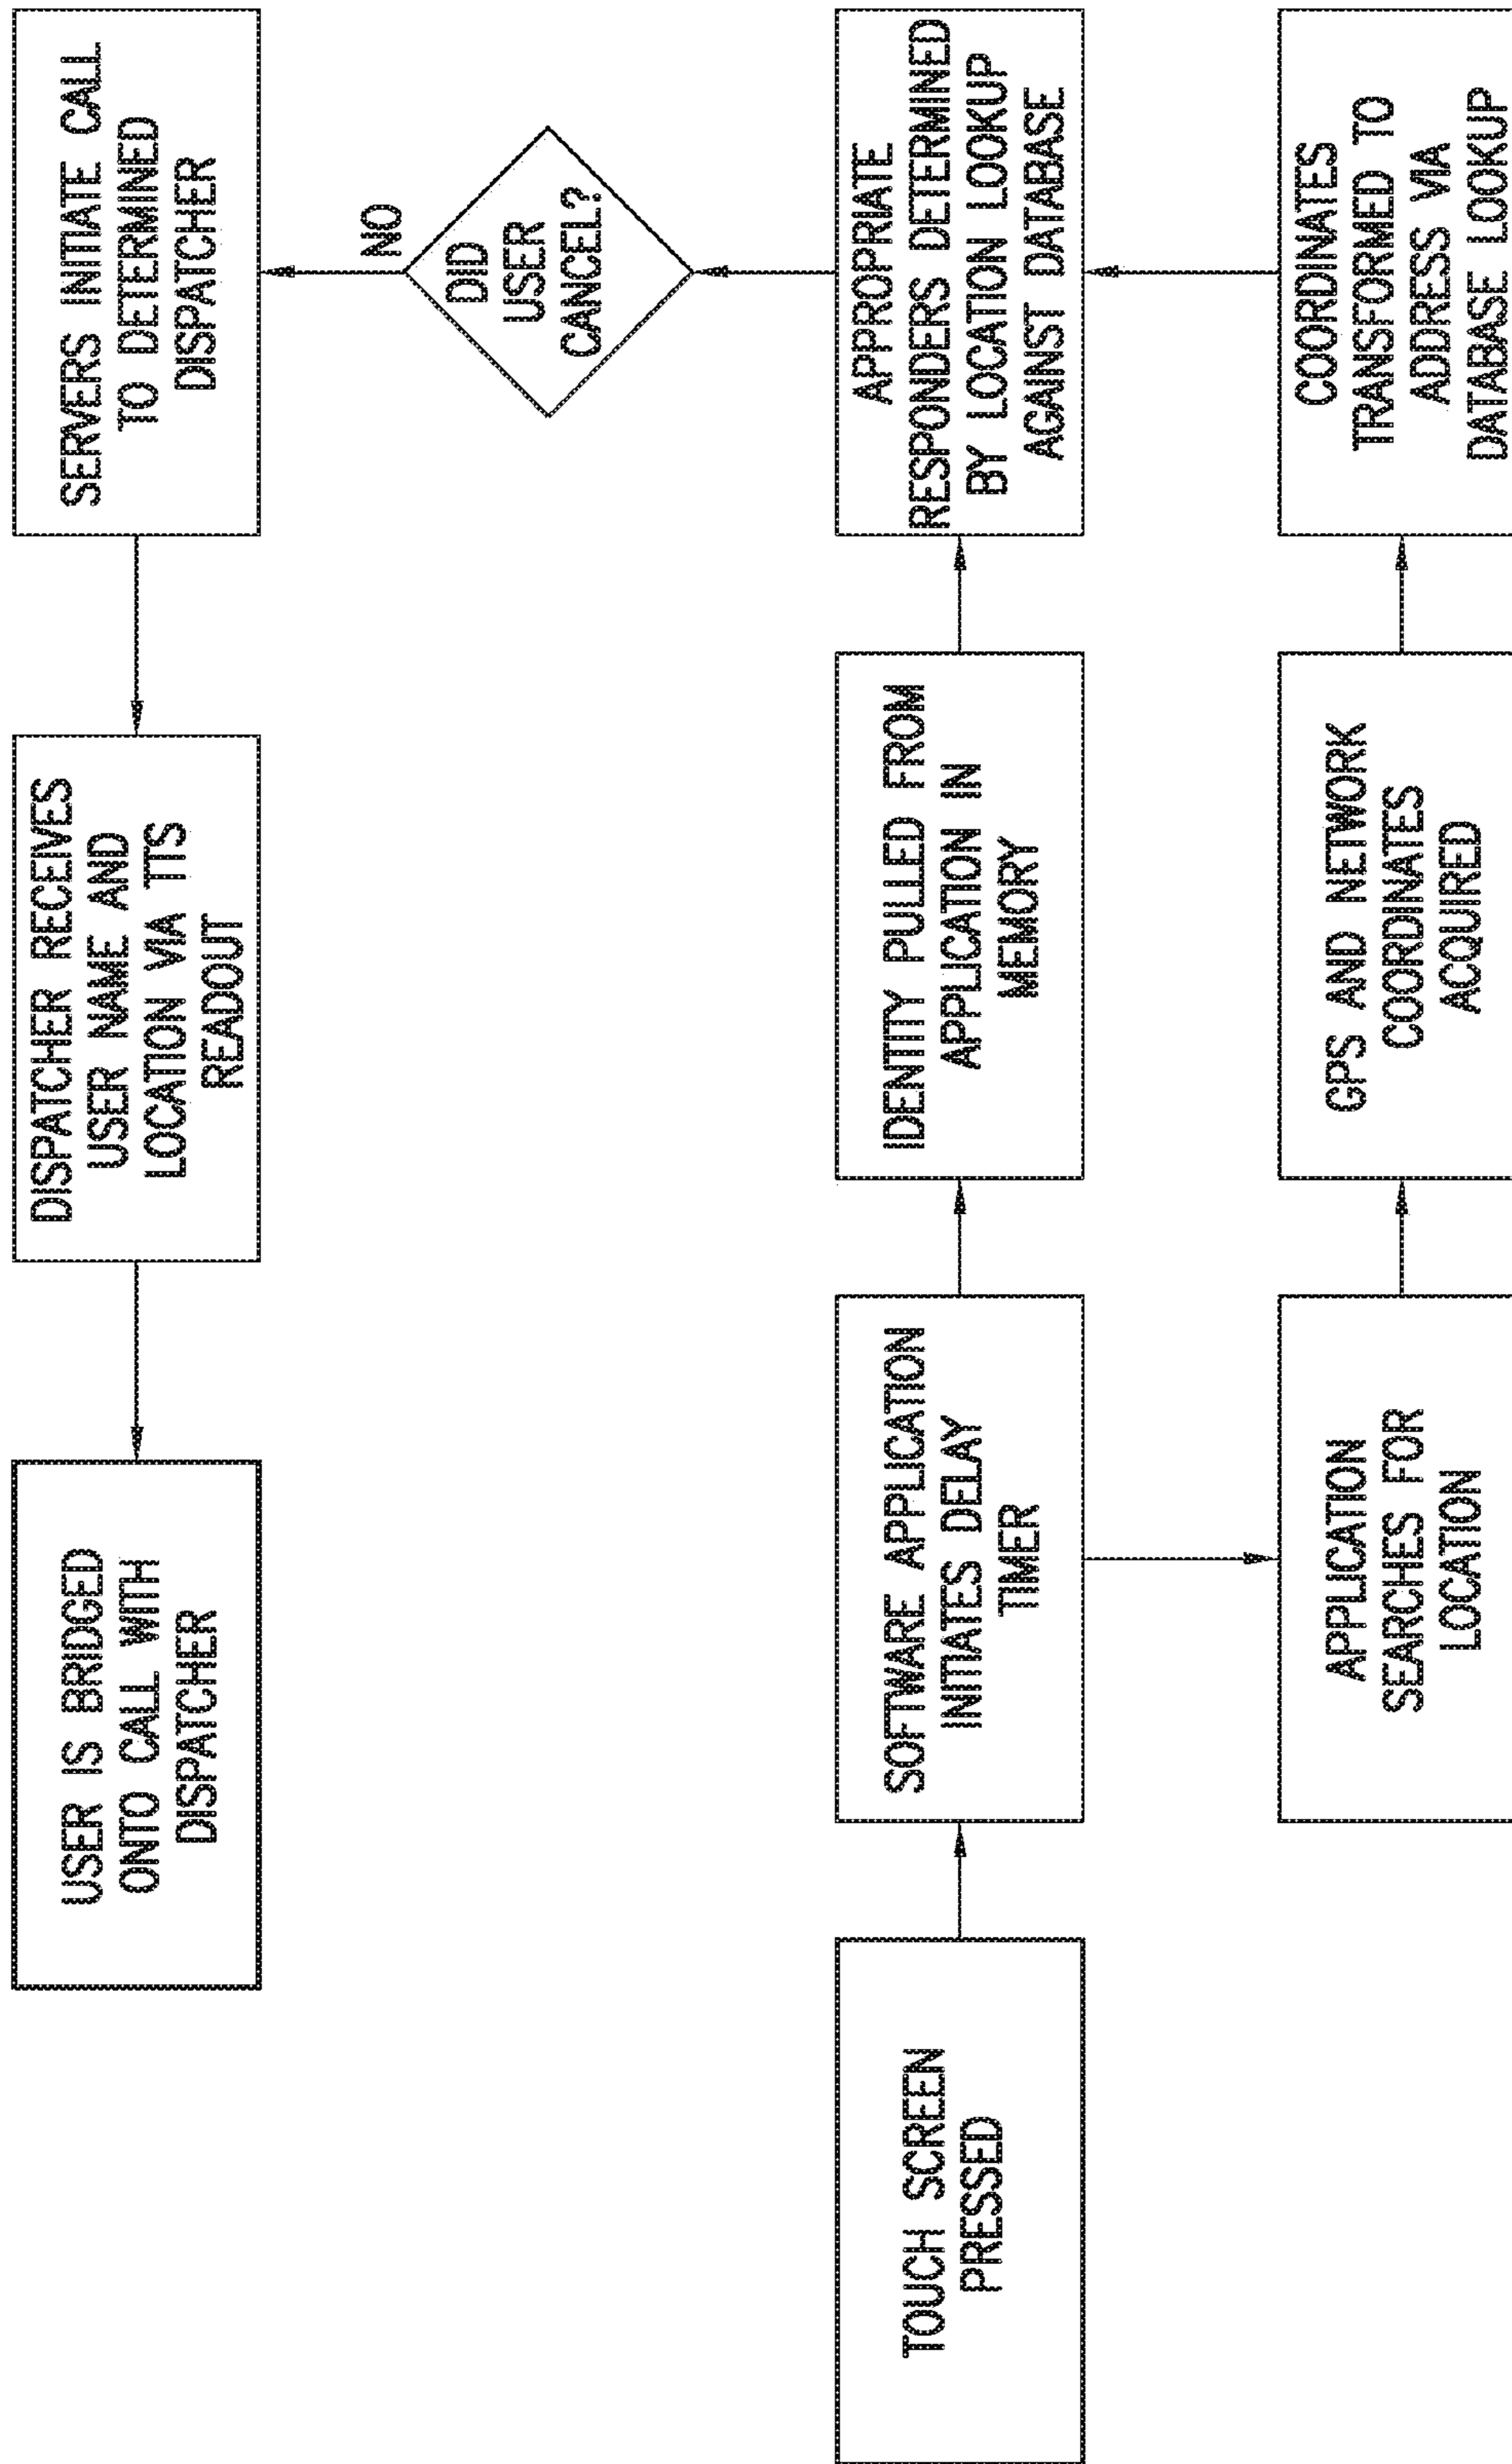 USER IS BRIDGED
ONTO CALL WITH
DISPATCHER
DISPATCHER RECEIVES
USER NAME AND
LOCATION VIA TTS
READOUT
SERVERS INITIATE CALL
TO DETERMINED
DISPATCHER
NO
DID
USER
CANCEL?
TOUCH SCREEN
PRESSED
SOFTWARE APPLICATION
INITIATES DELAY
TIMER
IDENTITY PULLED FROM
APPLICATION IN
MEMORY
APPROPRIATE
RESPONDERS DETERMINED
BY LOCATION LOOKUP
AGAINST DATABASE
APPLICATION
SEARCHES FOR
LOCATION
GPS AND NETWORK
COORDINATES
ACQUIRED
COORDINATES
TRANSFORMED TO
ADDRESS VIA
DATABASE LOOKUP